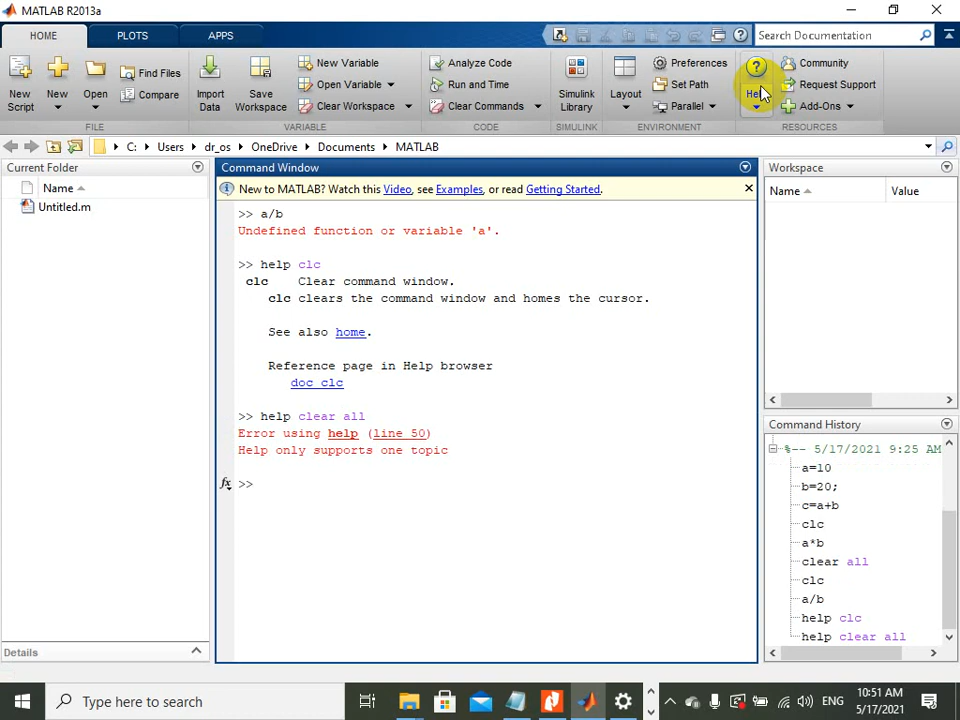 MATLAB R2013a
HOME
PLOTS
APPS
Search Documentation
New Script
New
Open
Find Files
Compare
Import Data
Save Workspace
New Variable
Open Variable
Clear Workspace
Analyze Code
Run and Time
Clear Commands
Simulink Library
Layout
Preferences
Set Path
Parallel
Community
Request Support
Add-Ons
FILE
VARIABLE
CODE
SIMULINK
ENVIRONMENT
RESOURCES
C: Users dr_os OneDrive Documents MATLAB
Current Folder
Name
Untitled.m
Details
Command Window
New to MATLAB? Watch this Video, see Examples, or read Getting Started.
>> a/b
Undefined function or variable 'a'.
>> help clc
clc Clear command window.
clc clears the command window and homes the cursor.
See also home.
Reference page in Help browser
doc clc
>> help clear all
Error using help (line 50)
Help only supports one topic
fx >>
Workspace
Name Value
Command History
%-- 5/17/2021 9:25 AM
a=10
b=20;
c=a+b
clc
a*b
clear all
clc
a/b
help clc
help clear all
Type here to search
ENG
10:51 AM
5/17/2021